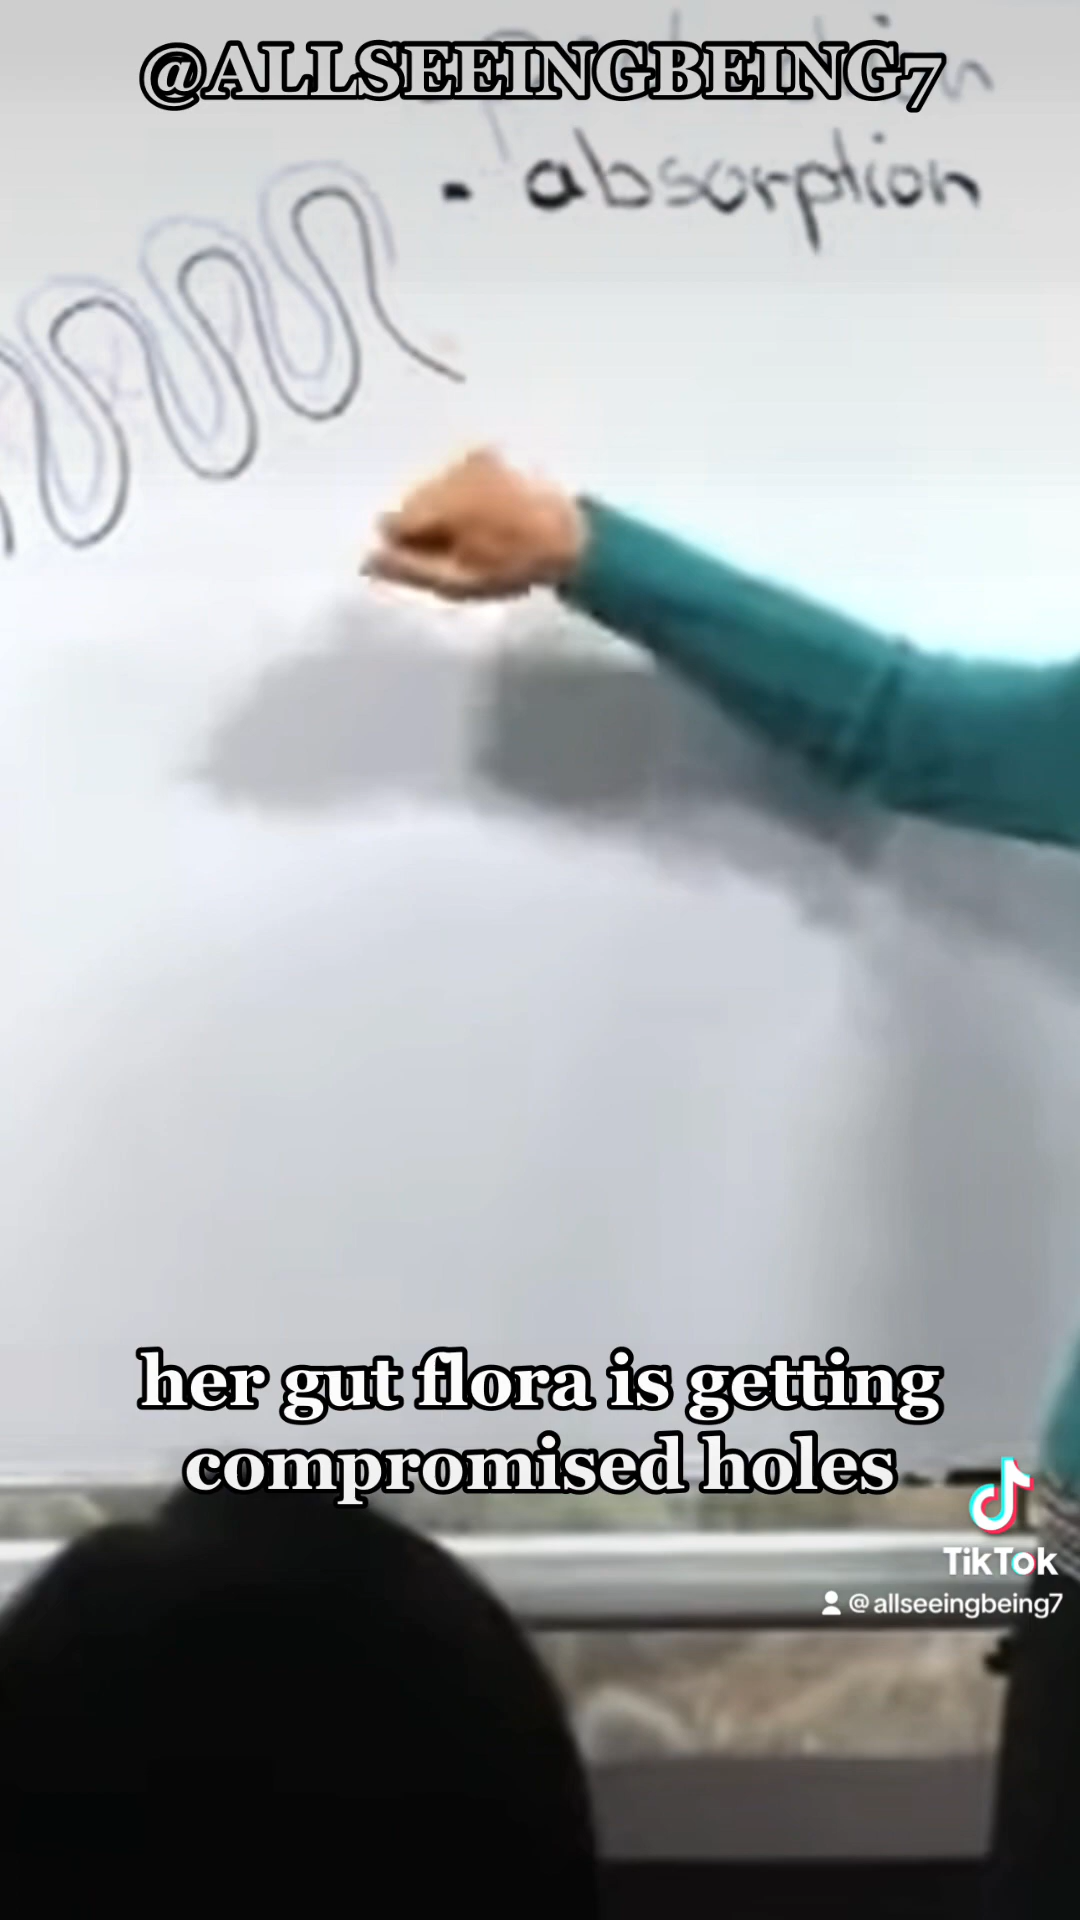 @ALLSEEINGBEING7
- absorption
her gut flora is getting
compromised holes
TikTok
@allseeingbeing7